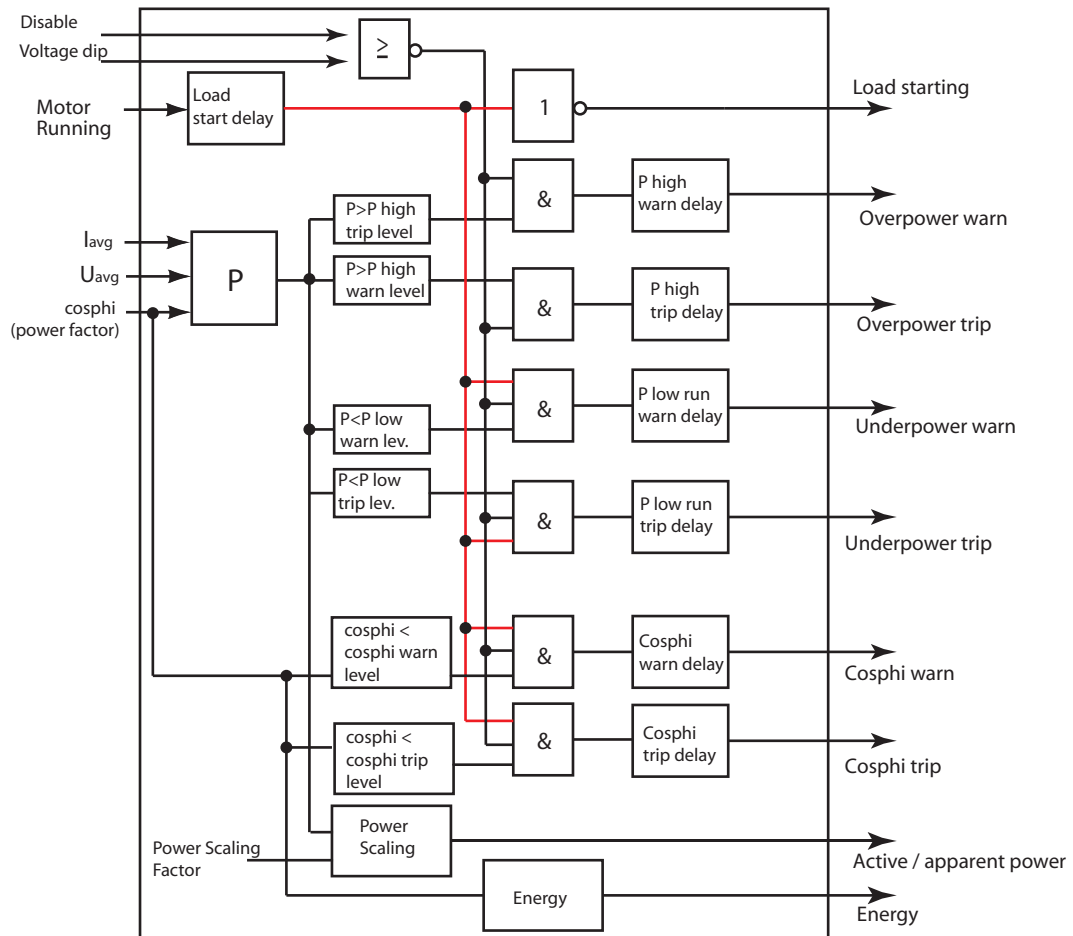 Disable
Voltage dip
≥
Motor
Running
Load
start delay
1
Load starting
P>P high
trip level
&
P high
warn delay
Overpower warn
Iavg
Uavg
cosphi
(power factor)
P
P>P high
warn level
&
P high
trip delay
Overpower trip
P<P low
warn lev.
&
P low run
warn delay
Underpower warn
P<P low
trip lev.
&
P low run
trip delay
Underpower trip
cosphi <
cosphi warn
level
&
Cosphi
warn delay
Cosphi warn
cosphi <
cosphi trip
level
&
Cosphi
trip delay
Cosphi trip
Power Scaling
Factor
Power
Scaling
Active / apparent power
Energy
Energy